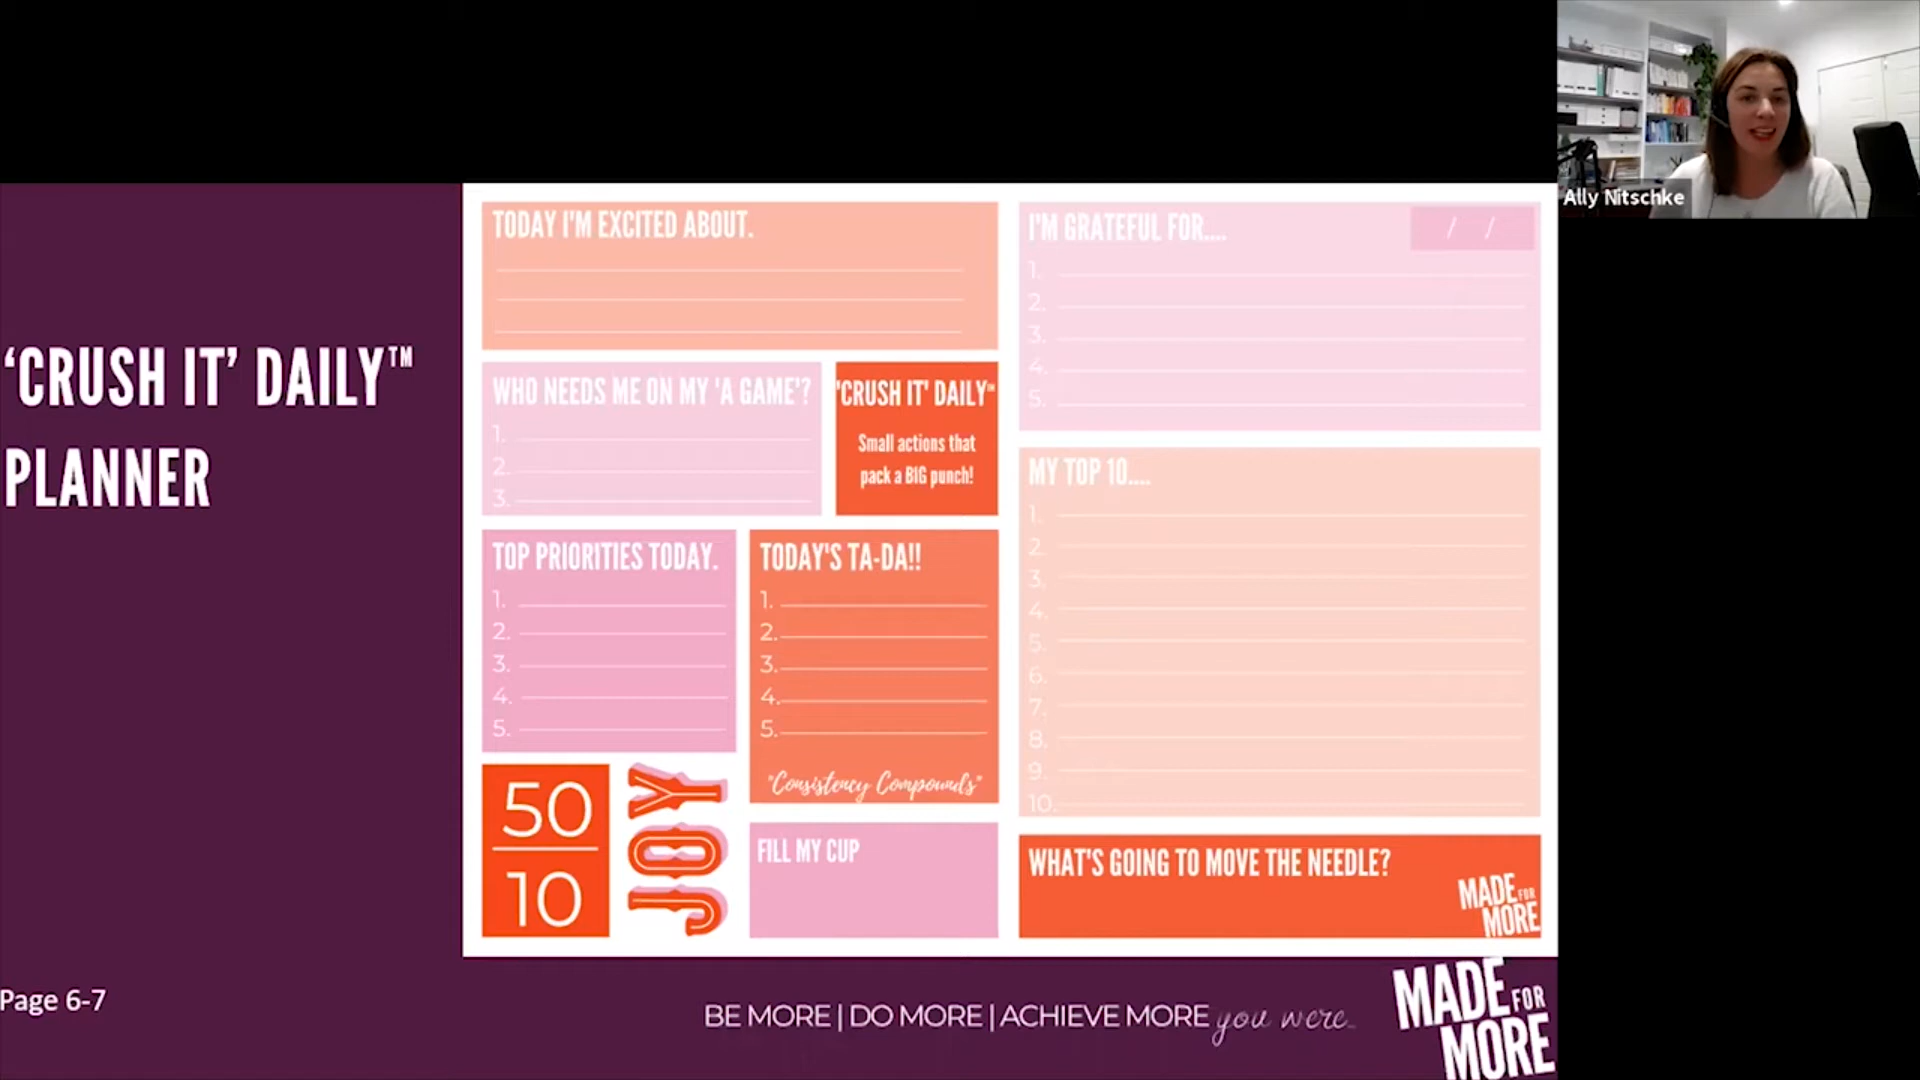 Ally Nitschke
‘CRUSH IT’ DAILY™
PLANNER
TODAY I'M EXCITED ABOUT.
WHO NEEDS ME ON MY 'A GAME'?
1.
2.
3.
'CRUSH IT' DAILY™
Small actions that
pack a BIG punch!
TOP PRIORITIES TODAY.
1.
2.
3.
4.
5.
TODAY'S TA-DA!!
1.
2.
3.
4.
5.
"Consistency Compounds"
50
10
JOY
FILL MY CUP
I'M GRATEFUL FOR....
/ /
1.
2.
3.
4.
5.
MY TOP 10....
1.
2.
3.
4.
5.
6.
7.
8.
9.
10.
WHAT'S GOING TO MOVE THE NEEDLE?
MADE FOR
MORE
Page 6-7
BE MORE | DO MORE | ACHIEVE MORE you were...
MADE FOR
MORE